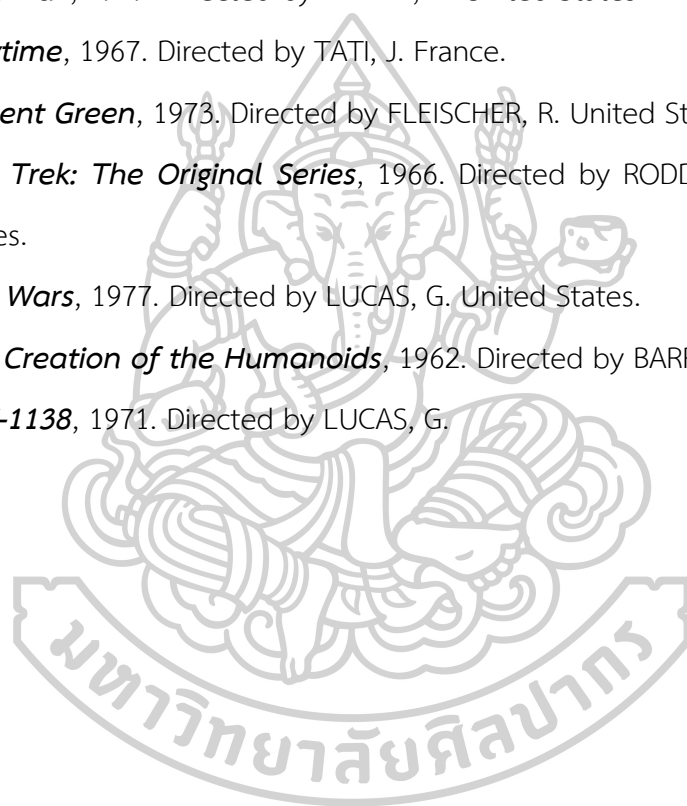 time, 1967. Directed by TATI, J. France.
ent Green, 1973. Directed by FLEISCHER, R. United St
Trek: The Original Series, 1966. Directed by RODD
es.
Wars, 1977. Directed by LUCAS, G. United States.
Creation of the Humanoids, 1962. Directed by BAR
-1138, 1971. Directed by LUCAS, G.
มหาวิทยาลัยศิลปากร